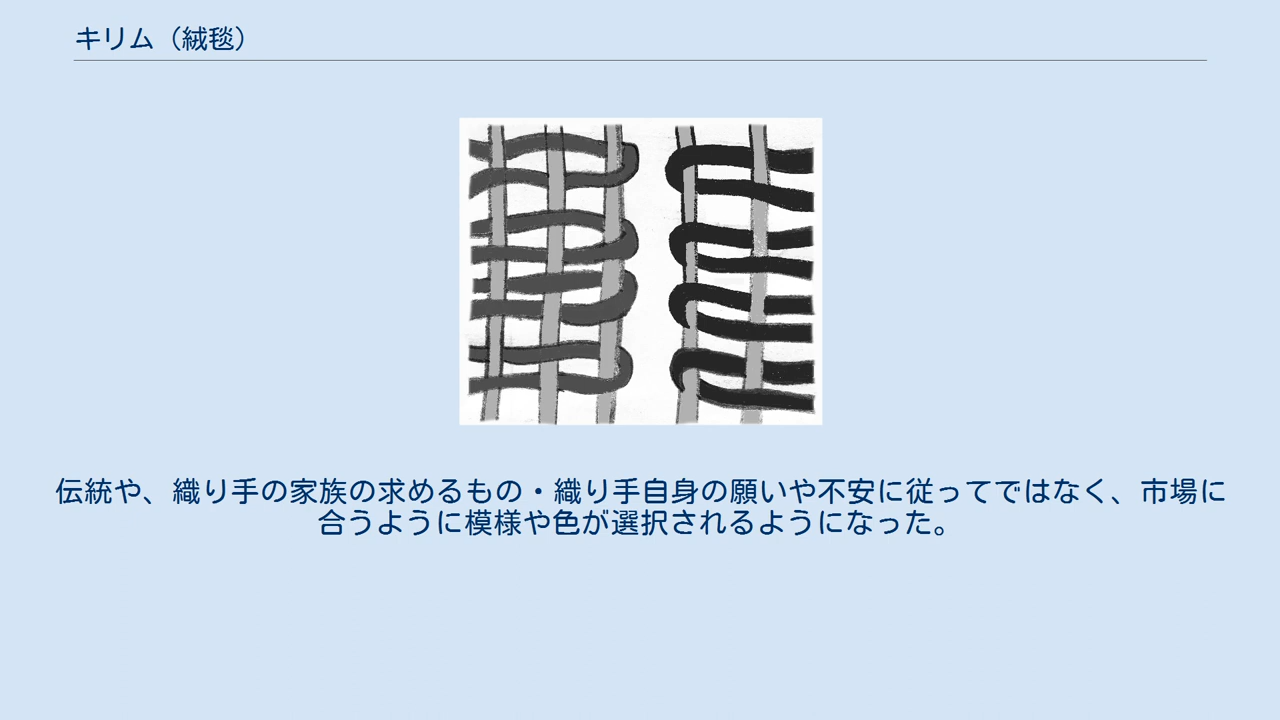 キリム（絨毯）
伝統や、織り手の家族の求めるもの・織り手自身の願いや不安に従ってではなく、市場に
合うように模様や色が選択されるようになった。